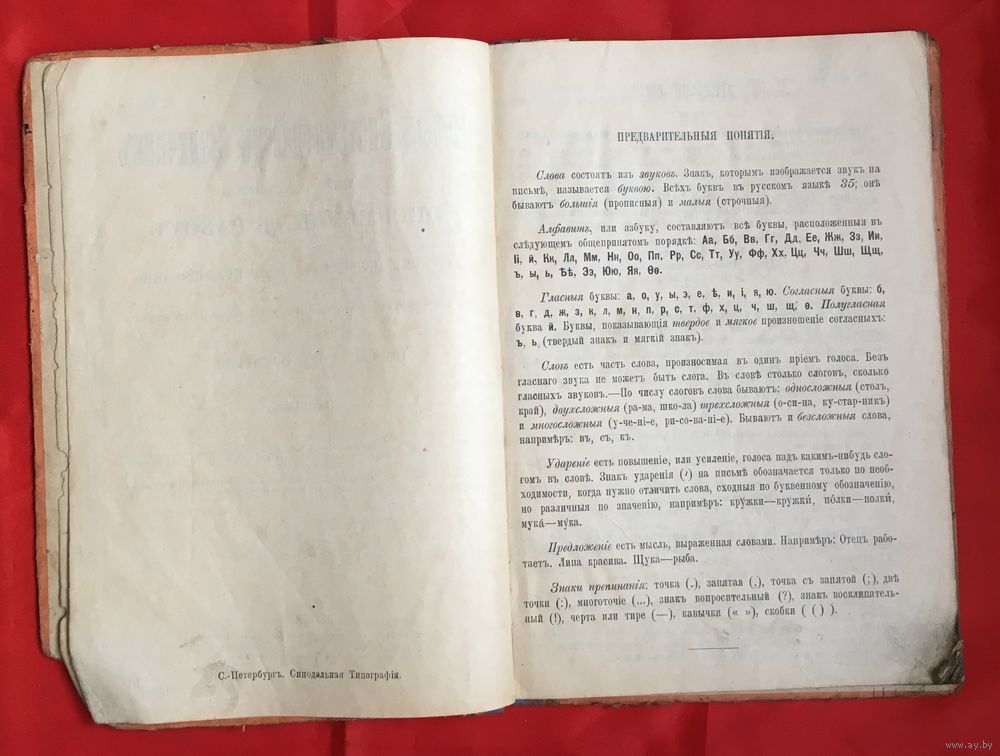 С.-Петербургъ. Синодальная Типографія.
ПРЕДВАРИТЕЛЬНЫЯ ПОНЯТІЯ.
Слова состоятъ изъ звуковъ. Знак, которымъ изображается звукъ на
письмѣ, называется буквою. Всѣхъ буквъ въ русскомъ языкѣ 35; онѣ
бываютъ большія (прописныя) и малыя (строчныя).
Алфавитъ, или азбуку, составляютъ всѣ буквы, расположенныя въ
слѣдующемъ общепринятомъ порядкѣ: Аа, Бб, Вв, Гг, Дд, Ее, Жж, Зз, Ии,
Іі, й, Кк, Лл, Мм, Нн, Оо, Пп, Рр, Сс, Тт, Уу, Фф, Хх, Цц, Чч, Шш, Щщ,
ъ, ы, ь, Ѣѣ, Ээ, Юю, Яя, Ѳѳ.
Гласныя буквы: а, о, у, ы, э, е, ѣ, и, і, я, ю. Согласныя буквы: б,
в, г, д, ж, з, к, л, м, н, п, р, с, т, ф, х, ц, ч, ш, щ, ѳ. Полугласная
буква й. Буквы, показывающія твердое и мягкое произношеніе согласныхъ:
ъ, ь, (твердый знакъ и мягкій знакъ).
Слогъ есть часть слова, произносимая въ одинъ пріемъ голоса. Безъ
гласнаго звука не можетъ быть слога. Въ словѣ столько слоговъ, сколько
гласныхъ звуковъ.—По числу слоговъ слова бываютъ: односложныя (столъ,
край), двухсложныя (ра-ма, шко-ла) трехсложныя (о-си-на, ку-стар-никъ)
и многосложныя (у-че-ні-е, ри-со-ва-ні-е). Бываютъ и безсложныя слова,
напримѣръ: въ, съ, къ.
Удареніе есть повышеніе, или усиленіе, голоса надъ какимъ-нибудь сло-
гомъ въ словѣ. Знакъ ударенія (′) на письмѣ обозначается только по необ-
ходимости, когда нужно отличить слова, сходныя по буквенному обозначенію,
но различныя по значенію, напримѣръ: кру́жки—кружки́, по́лки—полки́,
мука́—му́ка.
Предложеніе есть мысль, выраженная словами. Напримѣръ: Отецъ рабо-
таетъ. Липа красива. Щука—рыба.
Знаки препинанія: точка (.), запятая (,), точка съ запятой (;), двѣ
точки (:), многоточіе (...), знакъ вопросительный (?), знакъ восклицатель-
ный (!), черта или тире (—), кавычки (« »), скобки ( ( ) ).
www.ay.by